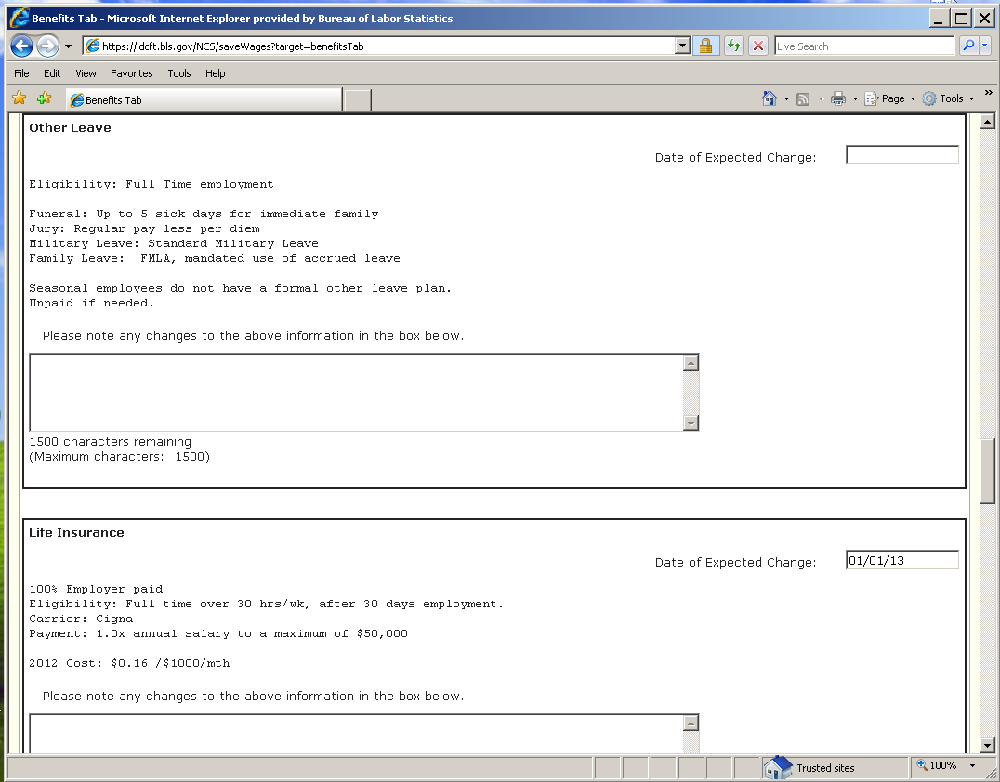 Benefits Tab - Microsoft Internet Explorer provided by Bureau of Labor Statistics
https://idcft.bls.gov/NCS/saveWages?target=benefitsTab
Live Search
File Edit View Favorites Tools Help
Benefits Tab
Page Tools »
Other Leave
Date of Expected Change:
Eligibility: Full Time employment
Funeral: Up to 5 sick days for immediate family
Jury: Regular pay less per diem
Military Leave: Standard Military Leave
Family Leave:  FMLA, mandated use of accrued leave
Seasonal employees do not have a formal other leave plan.
Unpaid if needed.
Please note any changes to the above information in the box below.
1500 characters remaining
(Maximum characters:  1500)
Life Insurance
Date of Expected Change: 01/01/13
100% Employer paid
Eligibility: Full time over 30 hrs/wk, after 30 days employment.
Carrier: Cigna
Payment: 1.0x annual salary to a maximum of $50,000
2012 Cost: $0.16 /$1000/mth
Please note any changes to the above information in the box below.
Trusted sites
100%